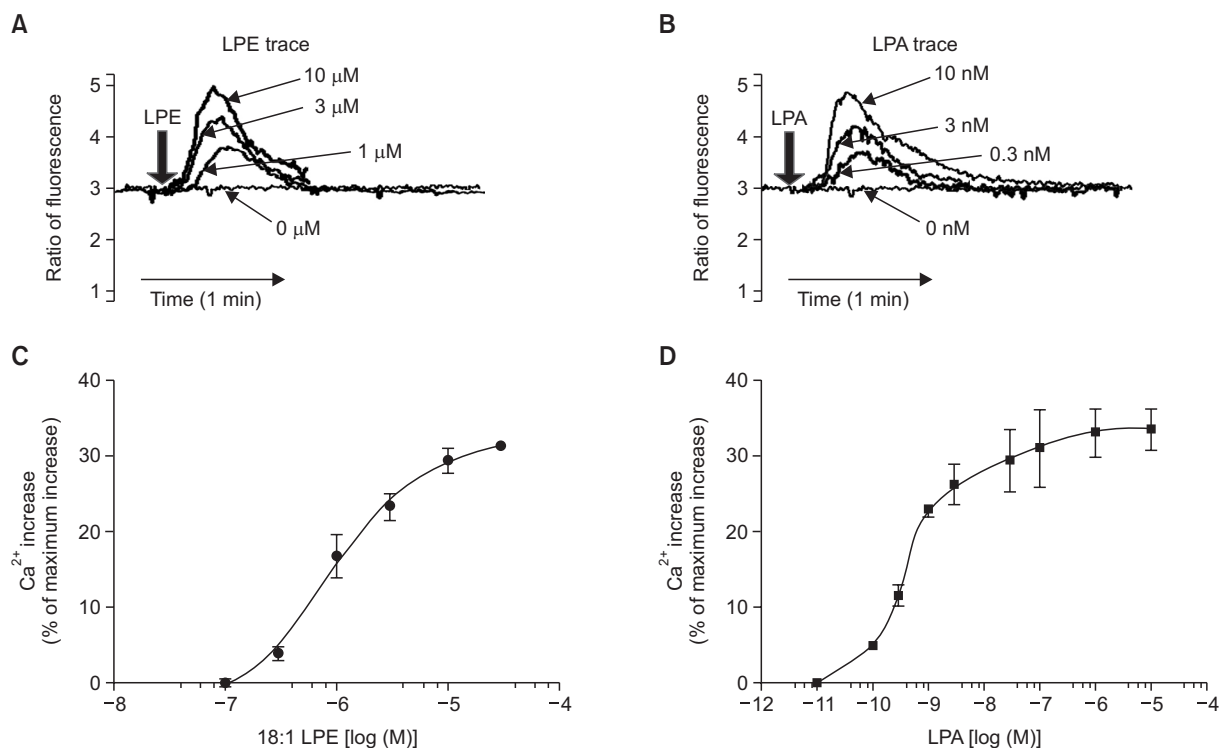 A
LPE trace
Ratio of fluorescence
5
4
3
2
1
LPE
10 μM
3 μM
1 μM
0 μM
Time (1 min)
B
LPA trace
Ratio of fluorescence
5
4
3
2
1
LPA
10 nM
3 nM
0.3 nM
0 nM
Time (1 min)
C
Ca²⁺ increase
(% of maximum increase)
40
30
20
10
0
−8 −7 −6 −5 −4
18:1 LPE [log (M)]
D
Ca²⁺ increase
(% of maximum increase)
40
30
20
10
0
−12 −11 −10 −9 −8 −7 −6 −5 −4
LPA [log (M)]